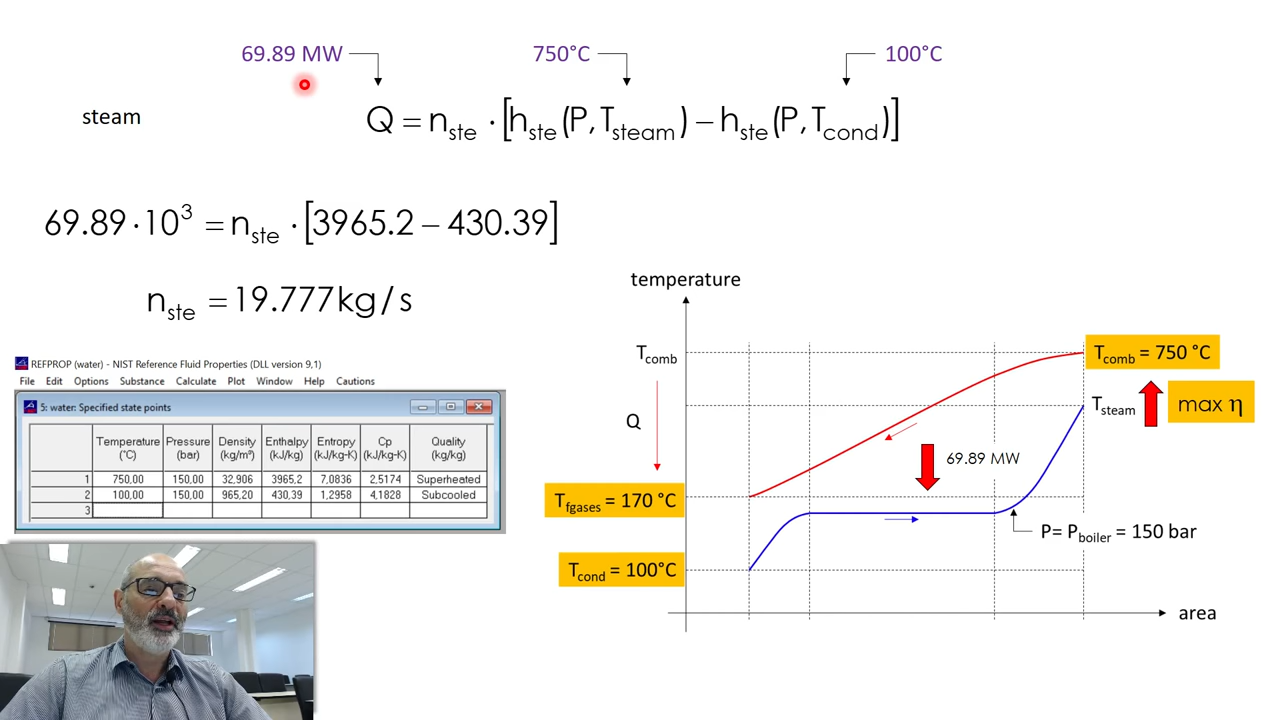 69.89 MW
750°C
100°C
steam
Q = n_ste · [h_ste(P, T_steam) – h_ste(P, T_cond)]
69.89 · 10³ = n_ste · [3965.2 – 430.39]
n_ste = 19.777 kg/s
REFPROP (water) - NIST Reference Fluid Properties (DLL version 9,1)
File Edit Options Substance Calculate Plot Window Help Cautions
5: water: Specified state points
Temperature Pressure Density Enthalpy Entropy Cp Quality
(°C) (bar) (kg/m³) (kJ/kg) (kJ/kg-K) (kJ/kg-K) (kg/kg)
1 750,00 150,00 32,906 3965,2 7,0836 2,5174 Superheated
2 100,00 150,00 965,20 430,39 1,2958 4,1828 Subcooled
3
temperature
T_comb
T_comb = 750 °C
T_steam
max η
Q
69.89 MW
T_fgases = 170 °C
P= P_boiler = 150 bar
T_cond = 100°C
area